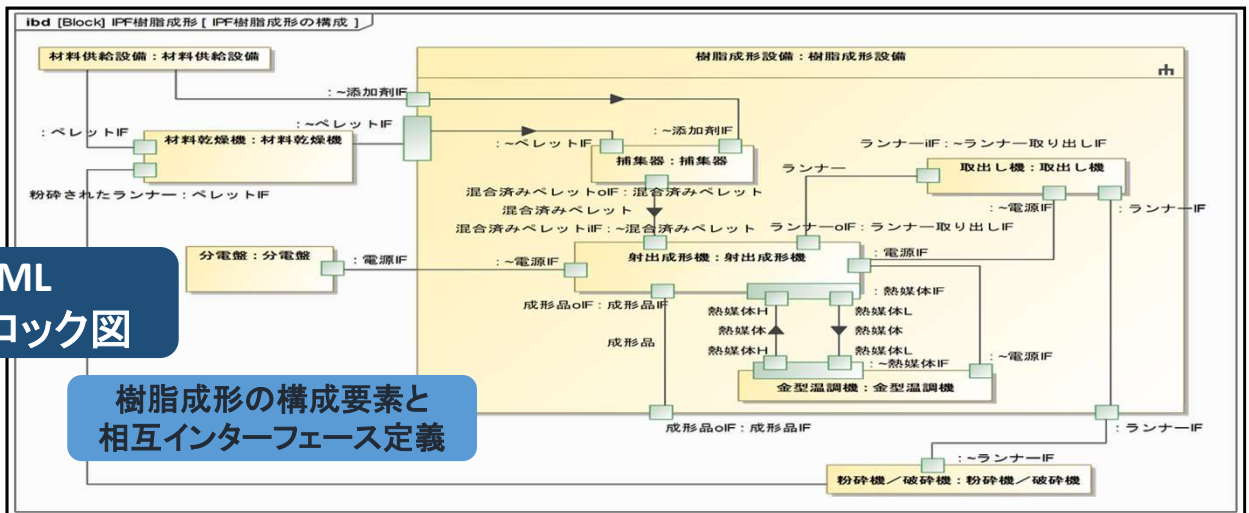 ibd [Block] IPF樹脂成形 [ IPF樹脂成形の構成 ]
材料供給設備 : 材料供給設備
樹脂成形設備 : 樹脂成形設備
: ~添加剤IF
: ペレットIF
: ~ペレットIF
材料乾燥機 : 材料乾燥機
: ~ペレットIF
: ~添加剤IF
捕集器 : 捕集器
ランナーiIF : ~ランナー取り出しIF
ランナー
取出し機 : 取出し機
粉砕されたランナー : ペレットIF
混合済みペレットoIF : 混合済みペレット
混合済みペレット
: ~電源IF
: ランナーIF
混合済みペレットiIF : ~混合済みペレット
ランナーoIF : ランナー取り出しIF
分電盤 : 分電盤
: 電源IF
: ~電源IF
射出成形機 : 射出成形機
: 電源IF
ML
ロック図
成形品oIF : 成形品IF
: 熱媒体IF
熱媒体H
熱媒体L
成形品
熱媒体
熱媒体
熱媒体H
熱媒体L
: ~熱媒体IF
: ~電源IF
金型温調機 : 金型温調機
樹脂成形の構成要素と
相互インターフェース定義
成形品oIF : 成形品IF
: ランナーIF
: ~ランナーIF
粉砕機/破砕機 : 粉砕機/破砕機